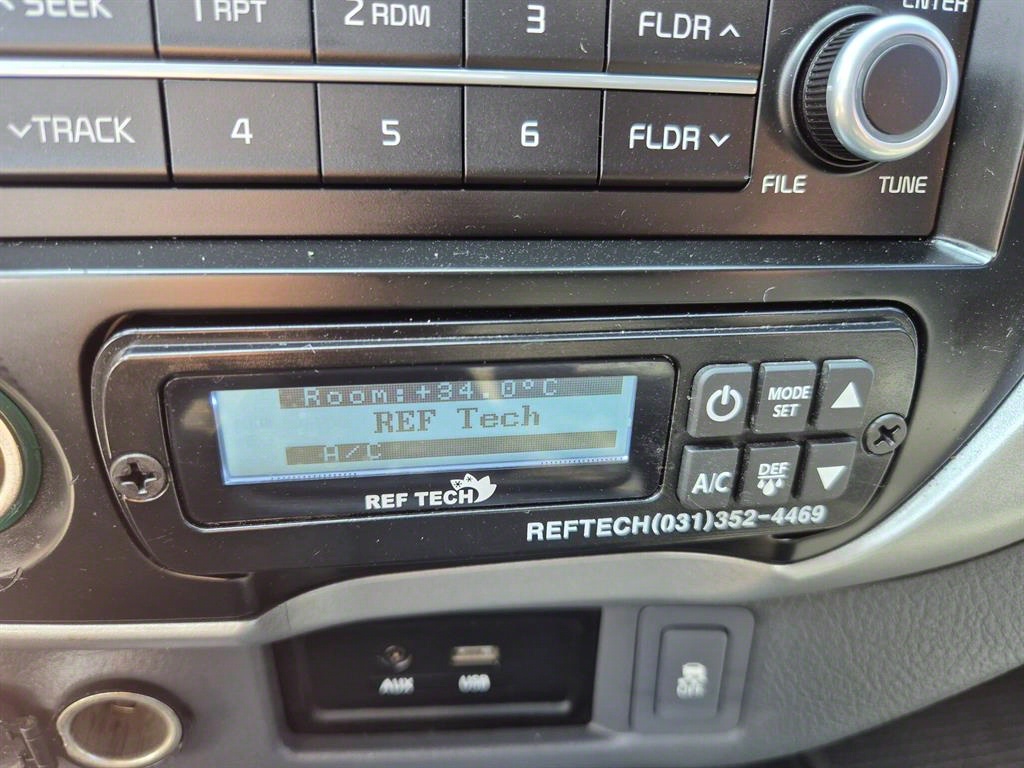 SEEK 1 RPT 2 RDM 3 FLDR ENTER
TRACK 4 5 6 FLDR
FILE TUNE
Room:+34.0°C
REF Tech
A/C
REF TECH
MODE
SET
A/C DEF
REFTECH(031)352-4469
AUX USB
OFF